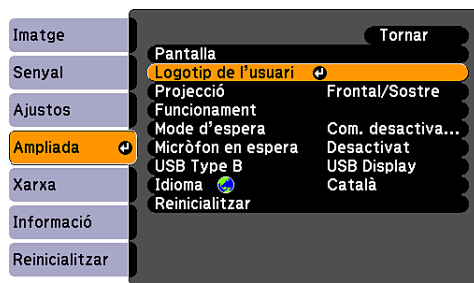 Imatge
Senyal
Ajustos
Ampliada
Xarxa
Informació
Reinicialitzar
Tornar
Pantalla
Logotip de l'usuari
Projecció Frontal/Sostre
Funcionament
Mode d'espera Com. desactiva...
Micròfon en espera Desactivat
USB Type B USB Display
Idioma Català
Reinicialitzar